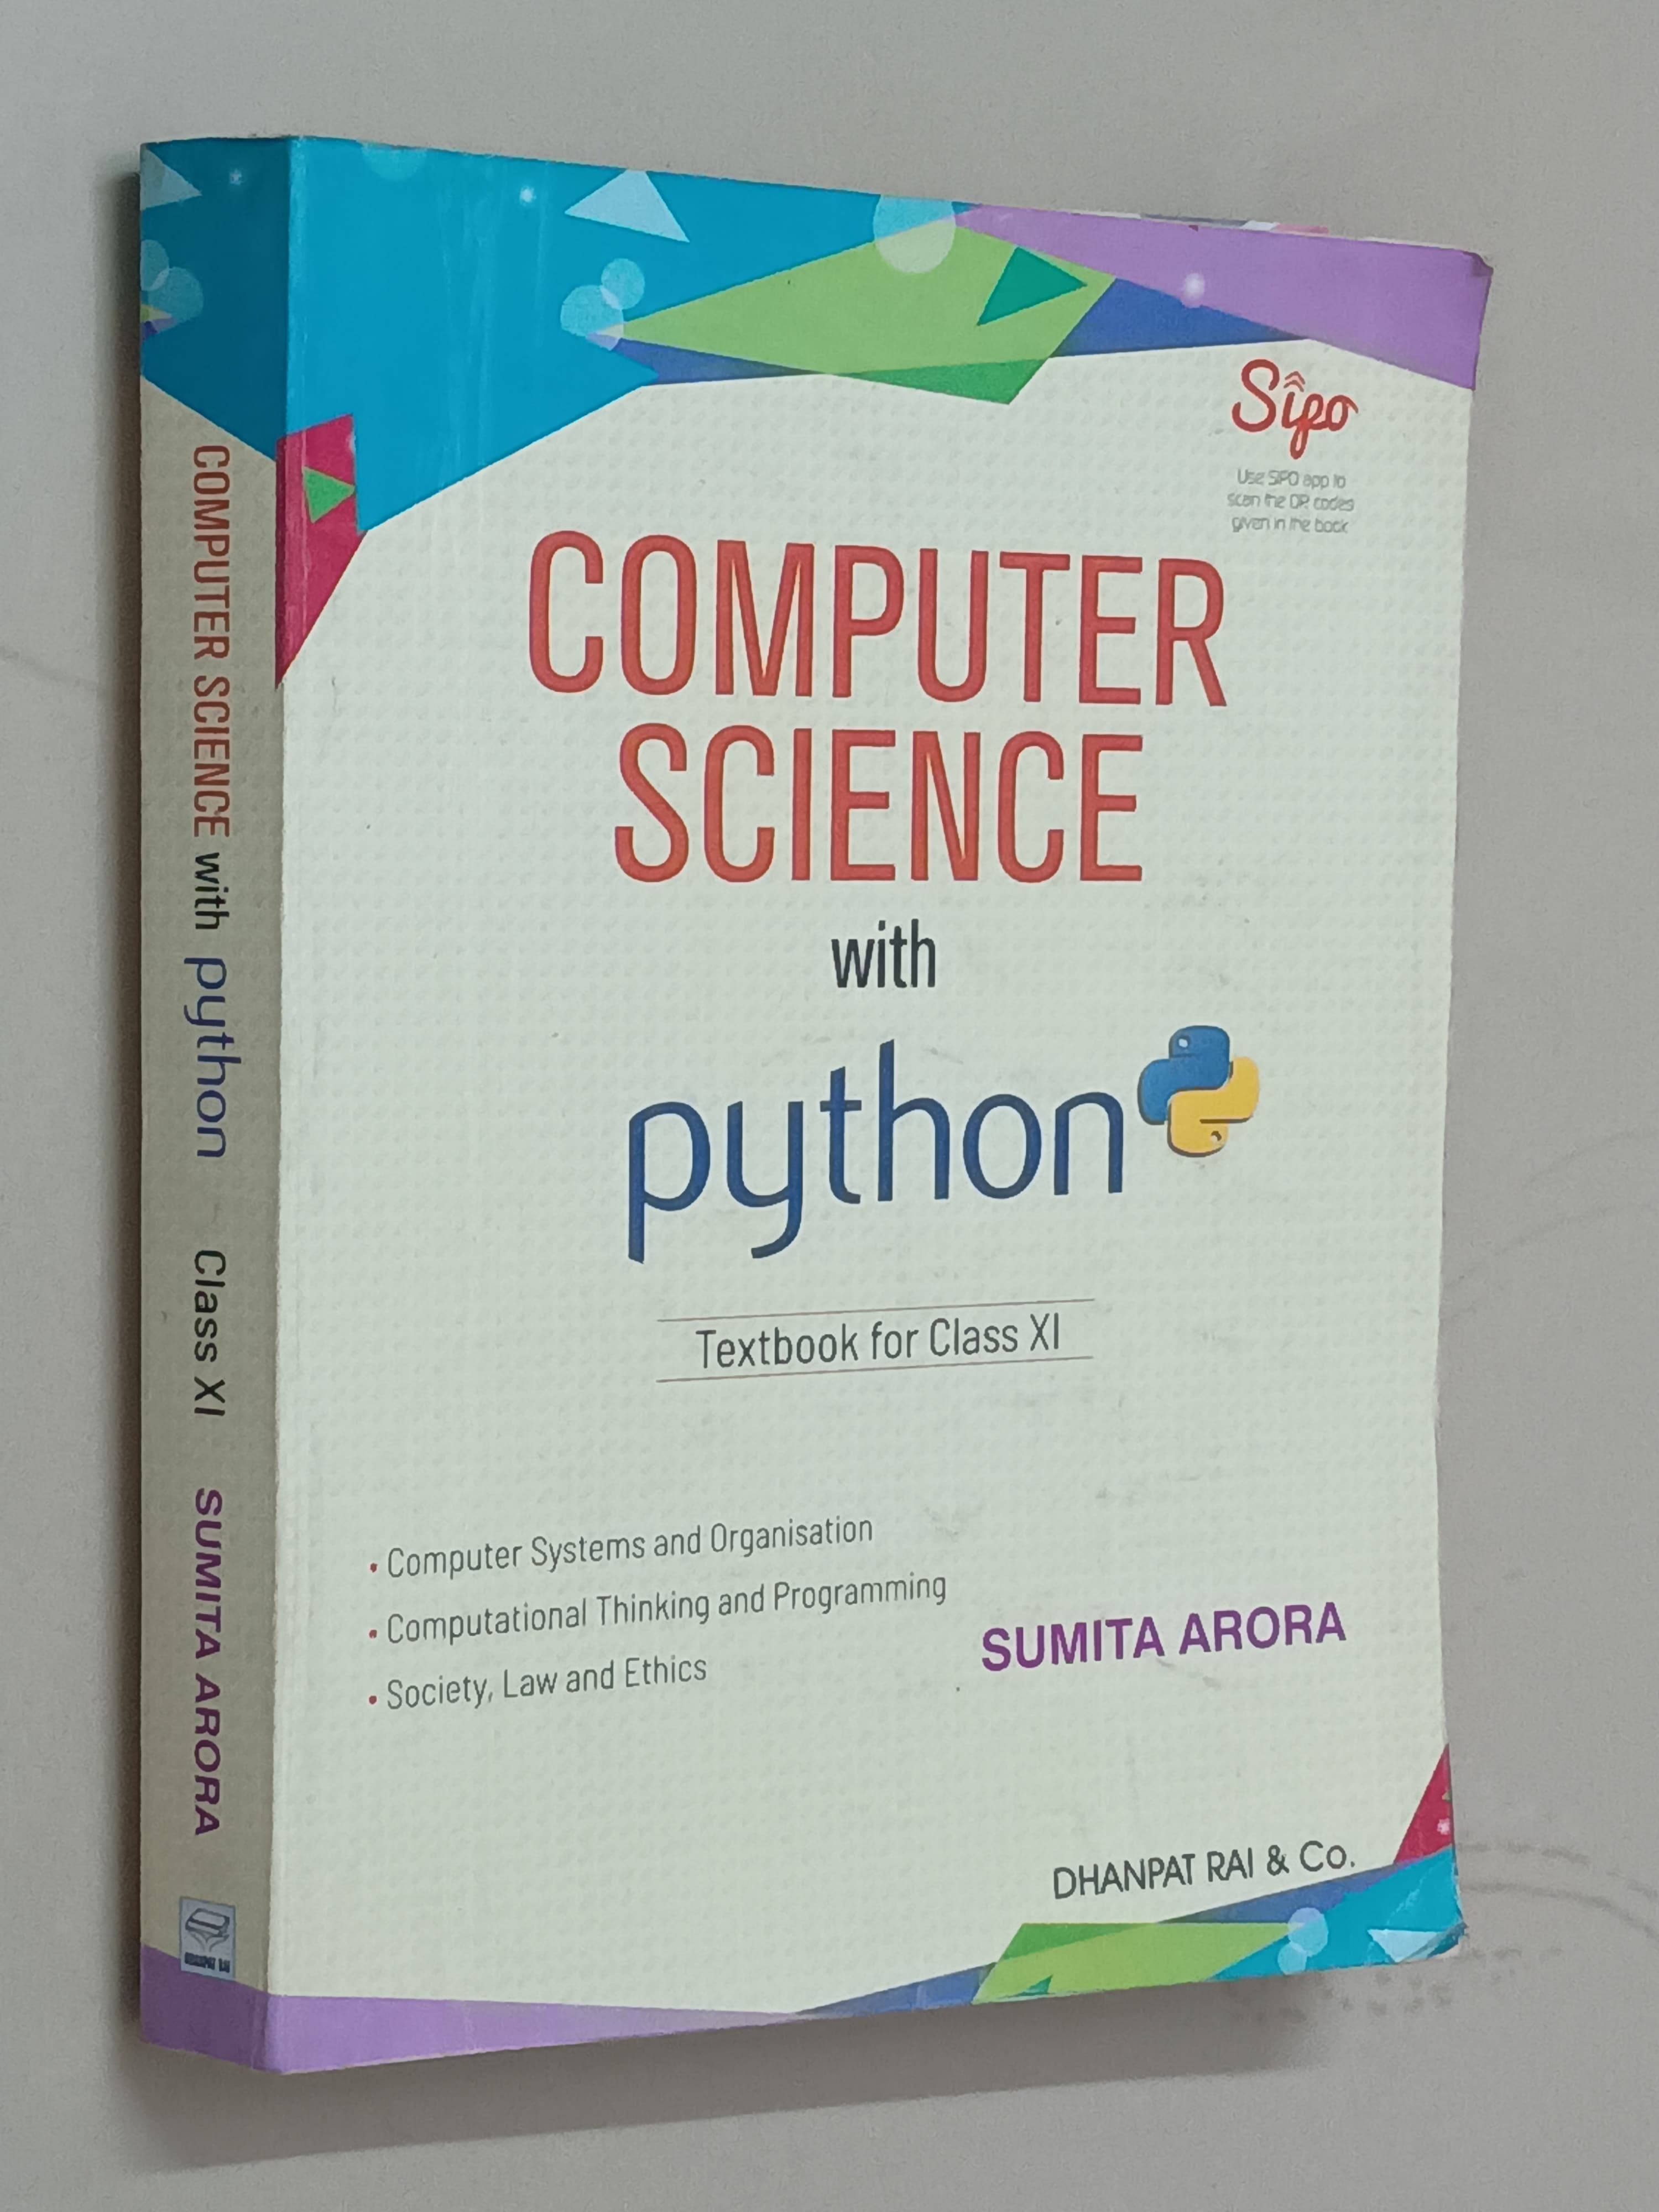 COMPUTER SCIENCE with python Class XI SUMITA ARORA
Sipo
Use SIPO app to
scan the QR codes
given in the book
COMPUTER
SCIENCE
with
python
Textbook for Class XI
• Computer Systems and Organisation
• Computational Thinking and Programming
• Society, Law and Ethics
SUMITA ARORA
DHANPAT RAI & Co.